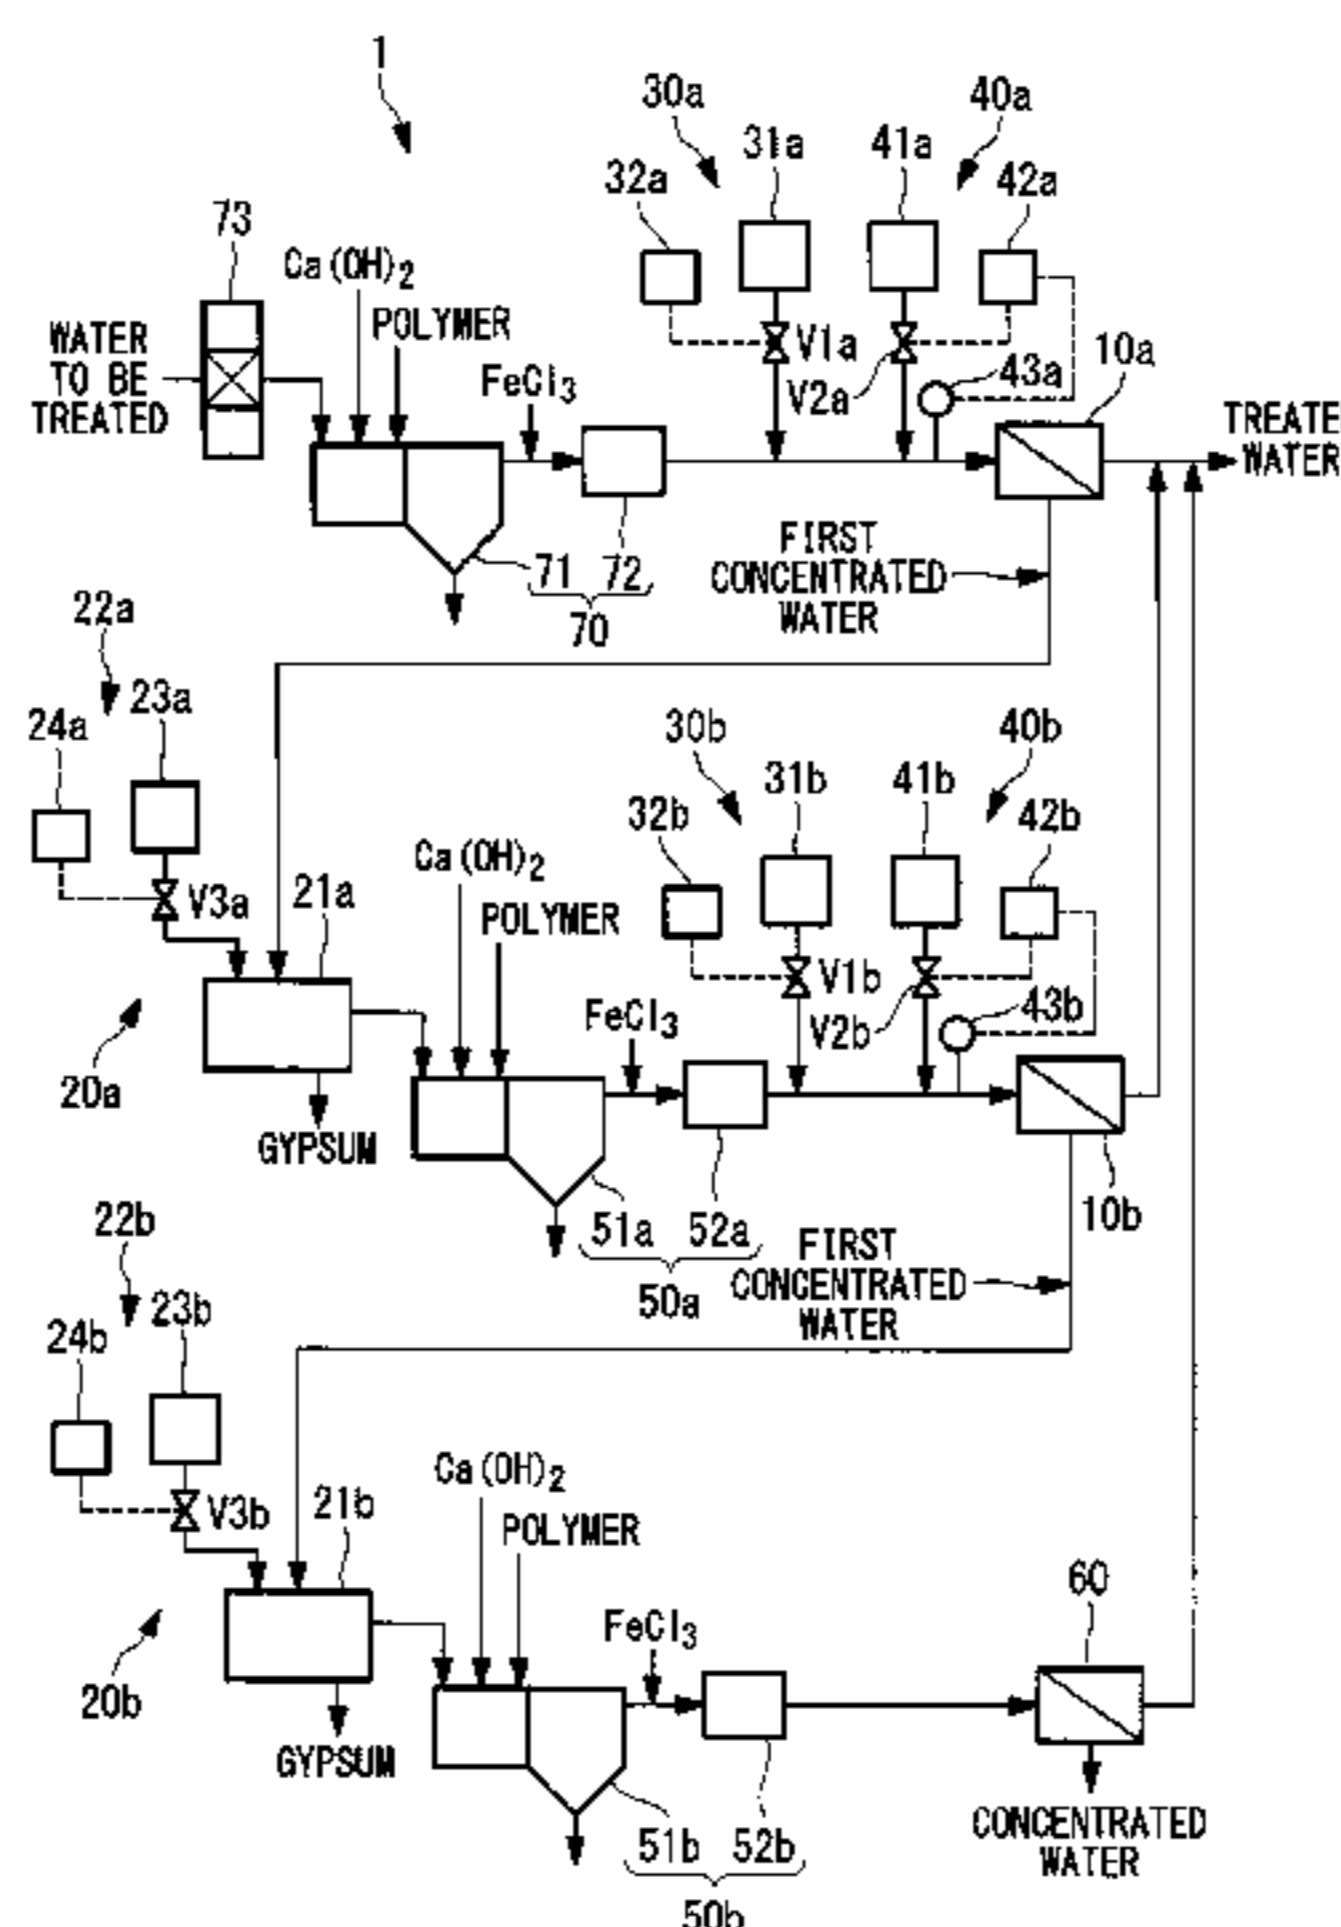 1
30a
40a
31a
41a
32a
42a
73
Ca(OH)2
POLYMER
WATER
TO BE
TREATED
FeCl3
V1a
V2a
43a
10a
TREATE
WATER
FIRST
CONCENTRATED
WATER
71
72
70
22a
23a
24a
V3a
21a
20a
GYPSUM
30b
40b
31b
41b
32b
42b
Ca(OH)2
POLYMER
FeCl3
V1b
V2b
43b
10b
51a
52a
50a
FIRST
CONCENTRATED
WATER
22b
23b
24b
V3b
21b
20b
GYPSUM
Ca(OH)2
POLYMER
FeCl3
60
51b
52b
50b
CONCENTRATED
WATER